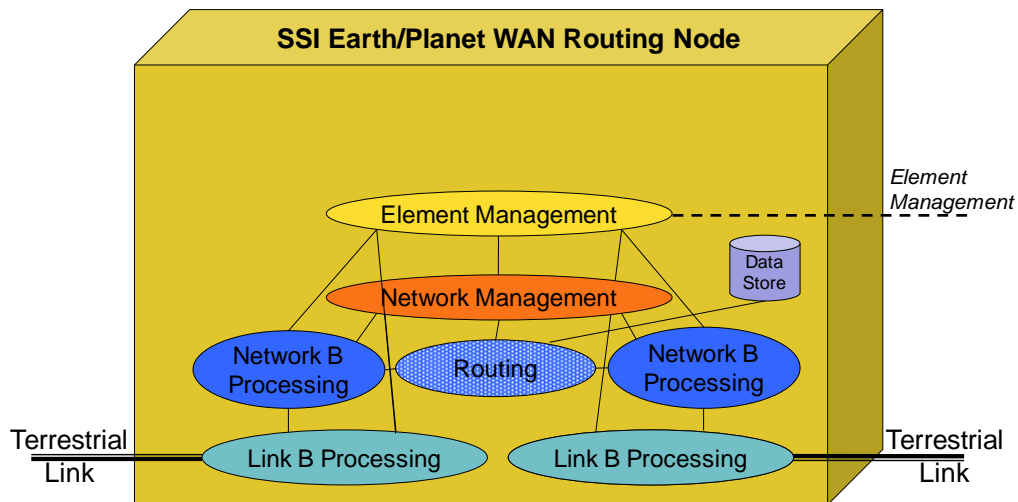 SSI Earth/Planet WAN Routing Node
Element
Management
Element Management
Data
Store
Network Management
Network B
Processing
Routing
Network B
Processing
Terrestrial
Link
Link B Processing
Link B Processing
Terrestrial
Link